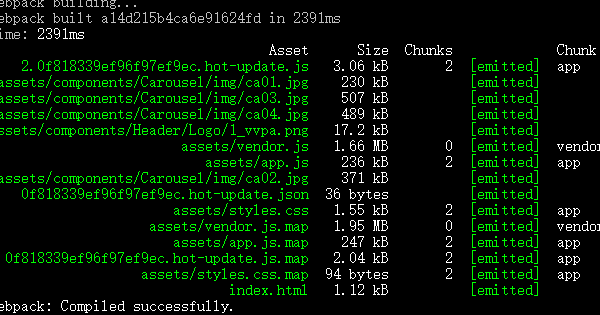 ebpack building...
ebpack built a14d215b4ca6e91624fd in 2391ms
ime: 2391ms
Asset Size Chunks Chunk
2.0f818339ef96f97ef9ec.hot-update.js 3.06 kB 2 [emitted] app
assets/components/Carousel/img/ca01.jpg 230 kB [emitted]
assets/components/Carousel/img/ca03.jpg 507 kB [emitted]
assets/components/Carousel/img/ca04.jpg 489 kB [emitted]
assets/components/Header/Logo/l_vvpa.png 17.2 kB [emitted]
assets/vendor.js 1.66 MB 0 [emitted] vendor
assets/app.js 236 kB 2 [emitted] app
assets/components/Carousel/img/ca02.jpg 371 kB [emitted]
0f818339ef96f97ef9ec.hot-update.json 36 bytes [emitted]
assets/styles.css 1.55 kB 2 [emitted] app
assets/vendor.js.map 1.95 MB 0 [emitted] vendor
assets/app.js.map 247 kB 2 [emitted] app
0f818339ef96f97ef9ec.hot-update.js.map 2.04 kB 2 [emitted] app
assets/styles.css.map 94 bytes 2 [emitted] app
index.html 1.12 kB [emitted]
ebpack: Compiled successfully.